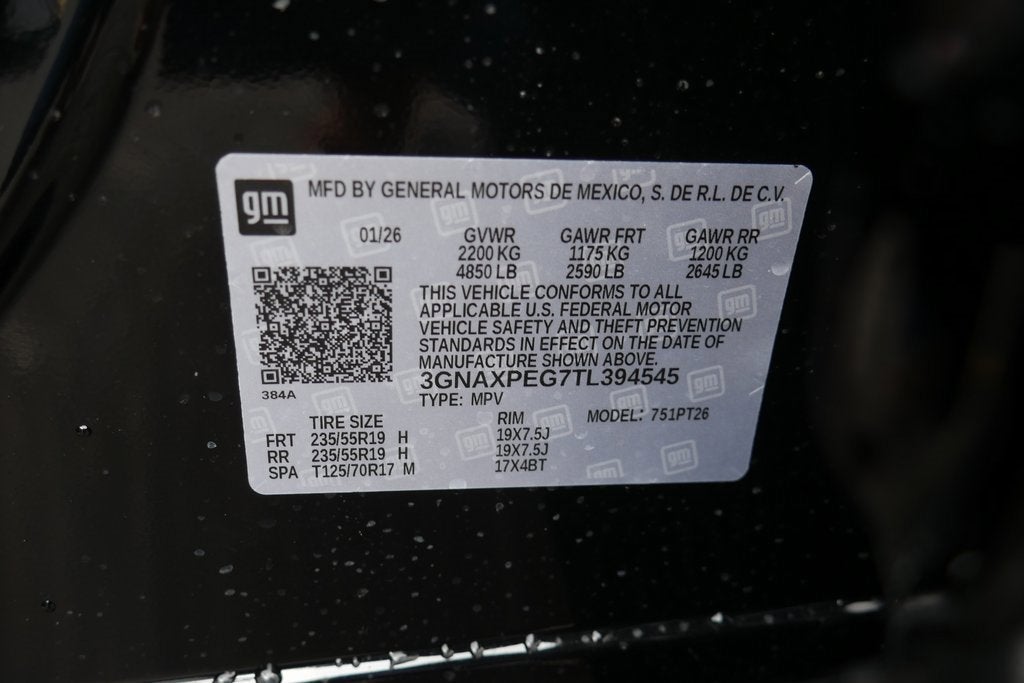 gm MFD BY GENERAL MOTORS DE MEXICO, S. DE R.L. DE C.V.
01/26 GVWR GAWR FRT GAWR RR
2200 KG 1175 KG 1200 KG
4850 LB 2590 LB 2645 LB
THIS VEHICLE CONFORMS TO ALL
APPLICABLE U.S. FEDERAL MOTOR
VEHICLE SAFETY AND THEFT PREVENTION
STANDARDS IN EFFECT ON THE DATE OF
MANUFACTURE SHOWN ABOVE.
3GNAXPEG7TL394545
384A
TYPE: MPV
MODEL: 751PT26
TIRE SIZE RIM
FRT 235/55R19 H 19X7.5J
RR 235/55R19 H 19X7.5J
SPA T125/70R17 M 17X4BT